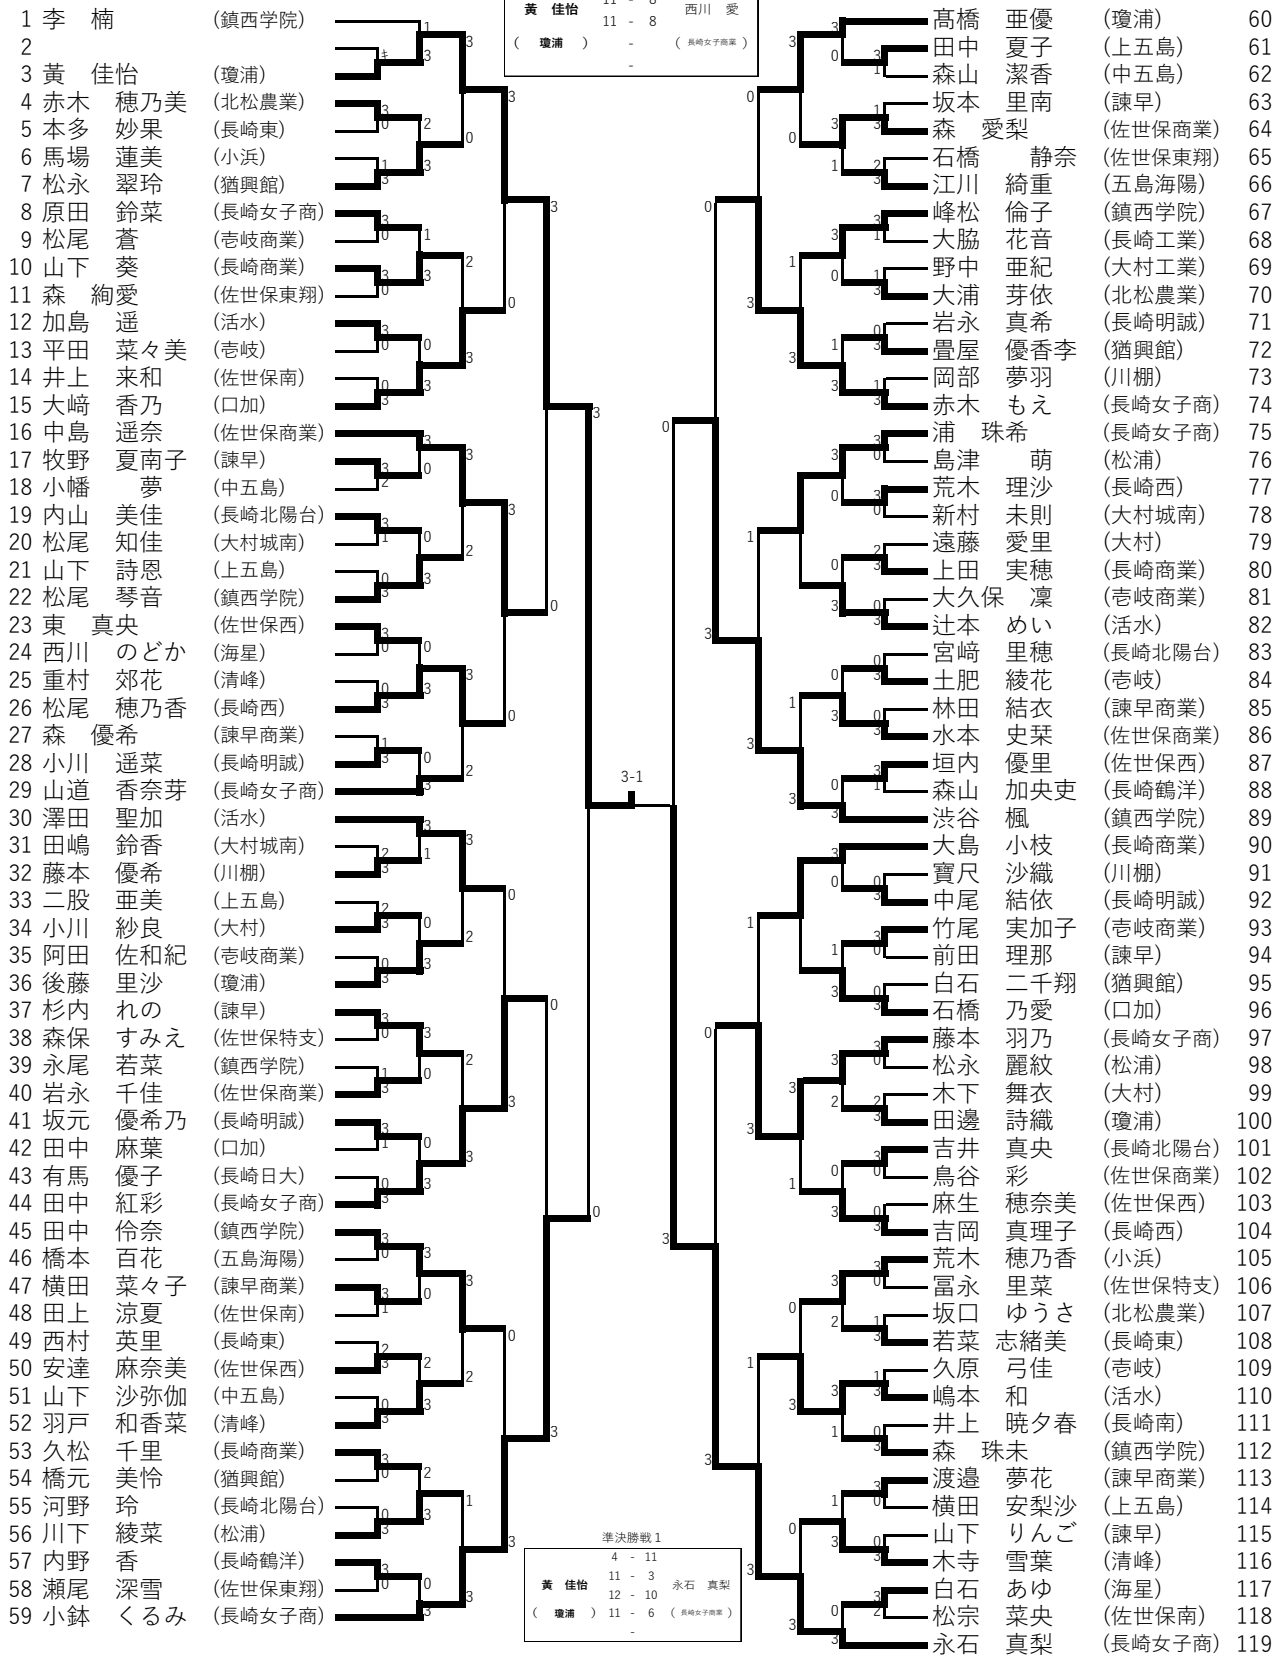 11 - 8
黃 佳怡 西川 愛
11 - 8
( 瓊浦 ) - ( 長崎女子商業 )
-
1 李 楠 (鎮西学院)
2
3 黃 佳怡 (瓊浦)
4 赤木 穂乃美 (北松農業)
5 本多 妙果 (長崎東)
6 馬場 蓮美 (小浜)
7 松永 翠玲 (猶興館)
8 原田 鈴菜 (長崎女子商)
9 松尾 蒼 (壱岐商業)
10 山下 葵 (長崎商業)
11 森 絢愛 (佐世保東翔)
12 加島 遥 (活水)
13 平田 菜々美 (壱岐)
14 井上 来和 (佐世保南)
15 大﨑 香乃 (口加)
16 中島 遥奈 (佐世保商業)
17 牧野 夏南子 (諫早)
18 小幡 夢 (中五島)
19 内山 美佳 (長崎北陽台)
20 松尾 知佳 (大村城南)
21 山下 詩恩 (上五島)
22 松尾 琴音 (鎮西学院)
23 東 真央 (佐世保西)
24 西川 のどか (海星)
25 重村 郊花 (清峰)
26 松尾 穂乃香 (長崎西)
27 森 優希 (諫早商業)
28 小川 遥菜 (長崎明誠)
29 山道 香奈芽 (長崎女子商)
30 澤田 聖加 (活水)
31 田嶋 鈴香 (大村城南)
32 藤本 優希 (川棚)
33 二股 亜美 (上五島)
34 小川 紗良 (大村)
35 阿田 佐和紀 (壱岐商業)
36 後藤 里沙 (瓊浦)
37 杉内 れの (諫早)
38 森保 すみえ (佐世保特支)
39 永尾 若菜 (鎮西学院)
40 岩永 千佳 (佐世保商業)
41 坂元 優希乃 (長崎明誠)
42 田中 麻葉 (口加)
43 有馬 優子 (長崎日大)
44 田中 紅彩 (長崎女子商)
45 田中 伶奈 (鎮西学院)
46 橋本 百花 (五島海陽)
47 横田 菜々子 (諫早商業)
48 田上 涼夏 (佐世保南)
49 西村 英里 (長崎東)
50 安達 麻奈美 (佐世保西)
51 山下 沙弥伽 (中五島)
52 羽戸 和香菜 (清峰)
53 久松 千里 (長崎商業)
54 橋元 美怜 (猶興館)
55 河野 玲 (長崎北陽台)
56 川下 綾菜 (松浦)
57 内野 香 (長崎鶴洋)
58 瀬尾 深雪 (佐世保東翔)
59 小鉢 くるみ (長崎女子商)
3-1
準決勝戦1
4 - 11
11 - 3
黃 佳怡 永石 真梨
12 - 10
( 瓊浦 ) 11 - 6 ( 長崎女子商業 )
-
髙橋 亜優 (瓊浦) 60
田中 夏子 (上五島) 61
森山 潔香 (中五島) 62
坂本 里南 (諫早) 63
森 愛梨 (佐世保商業) 64
石橋 静奈 (佐世保東翔) 65
江川 綺重 (五島海陽) 66
峰松 倫子 (鎮西学院) 67
大脇 花音 (長崎工業) 68
野中 亜紀 (大村工業) 69
大浦 芽依 (北松農業) 70
岩永 真希 (長崎明誠) 71
畳屋 優香李 (猶興館) 72
岡部 夢羽 (川棚) 73
赤木 もえ (長崎女子商) 74
浦 珠希 (長崎女子商) 75
島津 萌 (松浦) 76
荒木 理沙 (長崎西) 77
新村 未則 (大村城南) 78
遠藤 愛里 (大村) 79
上田 実穂 (長崎商業) 80
大久保 凜 (壱岐商業) 81
辻本 めい (活水) 82
宮﨑 里穂 (長崎北陽台) 83
土肥 綾花 (壱岐) 84
林田 結衣 (諫早商業) 85
水本 史栞 (佐世保商業) 86
垣内 優里 (佐世保西) 87
森山 加央吏 (長崎鶴洋) 88
渋谷 楓 (鎮西学院) 89
大島 小枝 (長崎商業) 90
寶尺 沙織 (川棚) 91
中尾 結依 (長崎明誠) 92
竹尾 実加子 (壱岐商業) 93
前田 理那 (諫早) 94
白石 二千翔 (猶興館) 95
石橋 乃愛 (口加) 96
藤本 羽乃 (長崎女子商) 97
松永 麗紋 (松浦) 98
木下 舞衣 (大村) 99
田邊 詩織 (瓊浦) 100
吉井 真央 (長崎北陽台) 101
鳥谷 彩 (佐世保商業) 102
麻生 穂奈美 (佐世保西) 103
吉岡 真理子 (長崎西) 104
荒木 穂乃香 (小浜) 105
冨永 里菜 (佐世保特支) 106
坂口 ゆうさ (北松農業) 107
若菜 志緒美 (長崎東) 108
久原 弓佳 (壱岐) 109
嶋本 和 (活水) 110
井上 暁夕春 (長崎南) 111
森 珠未 (鎮西学院) 112
渡邉 夢花 (諫早商業) 113
横田 安梨沙 (上五島) 114
山下 りんご (諫早) 115
木寺 雪葉 (清峰) 116
白石 あゆ (海星) 117
松宗 菜央 (佐世保南) 118
永石 真梨 (長崎女子商) 119